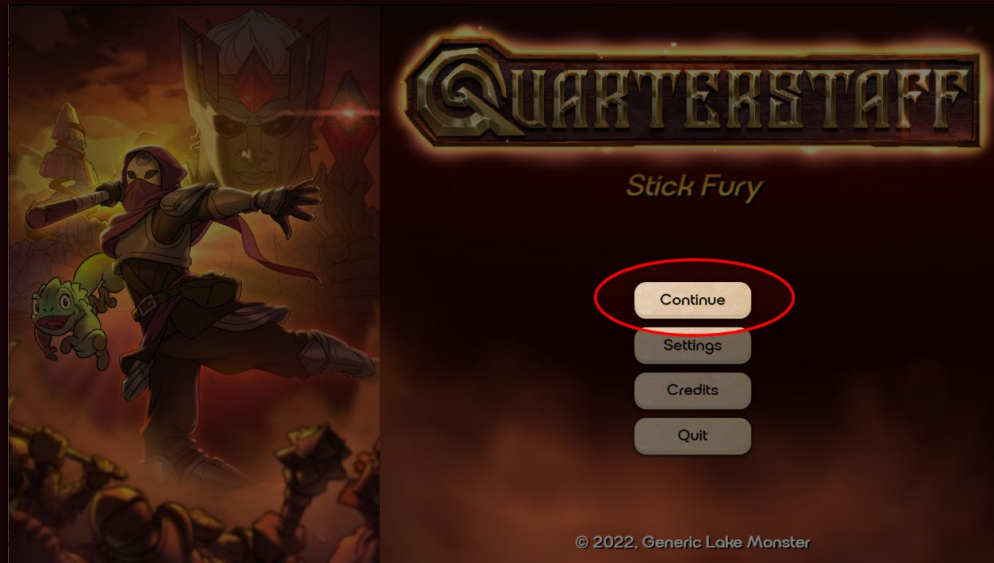 QUARTERSTAFF
Stick Fury
Continue
Settings
Credits
Quit
© 2022, Generic Lake Monster